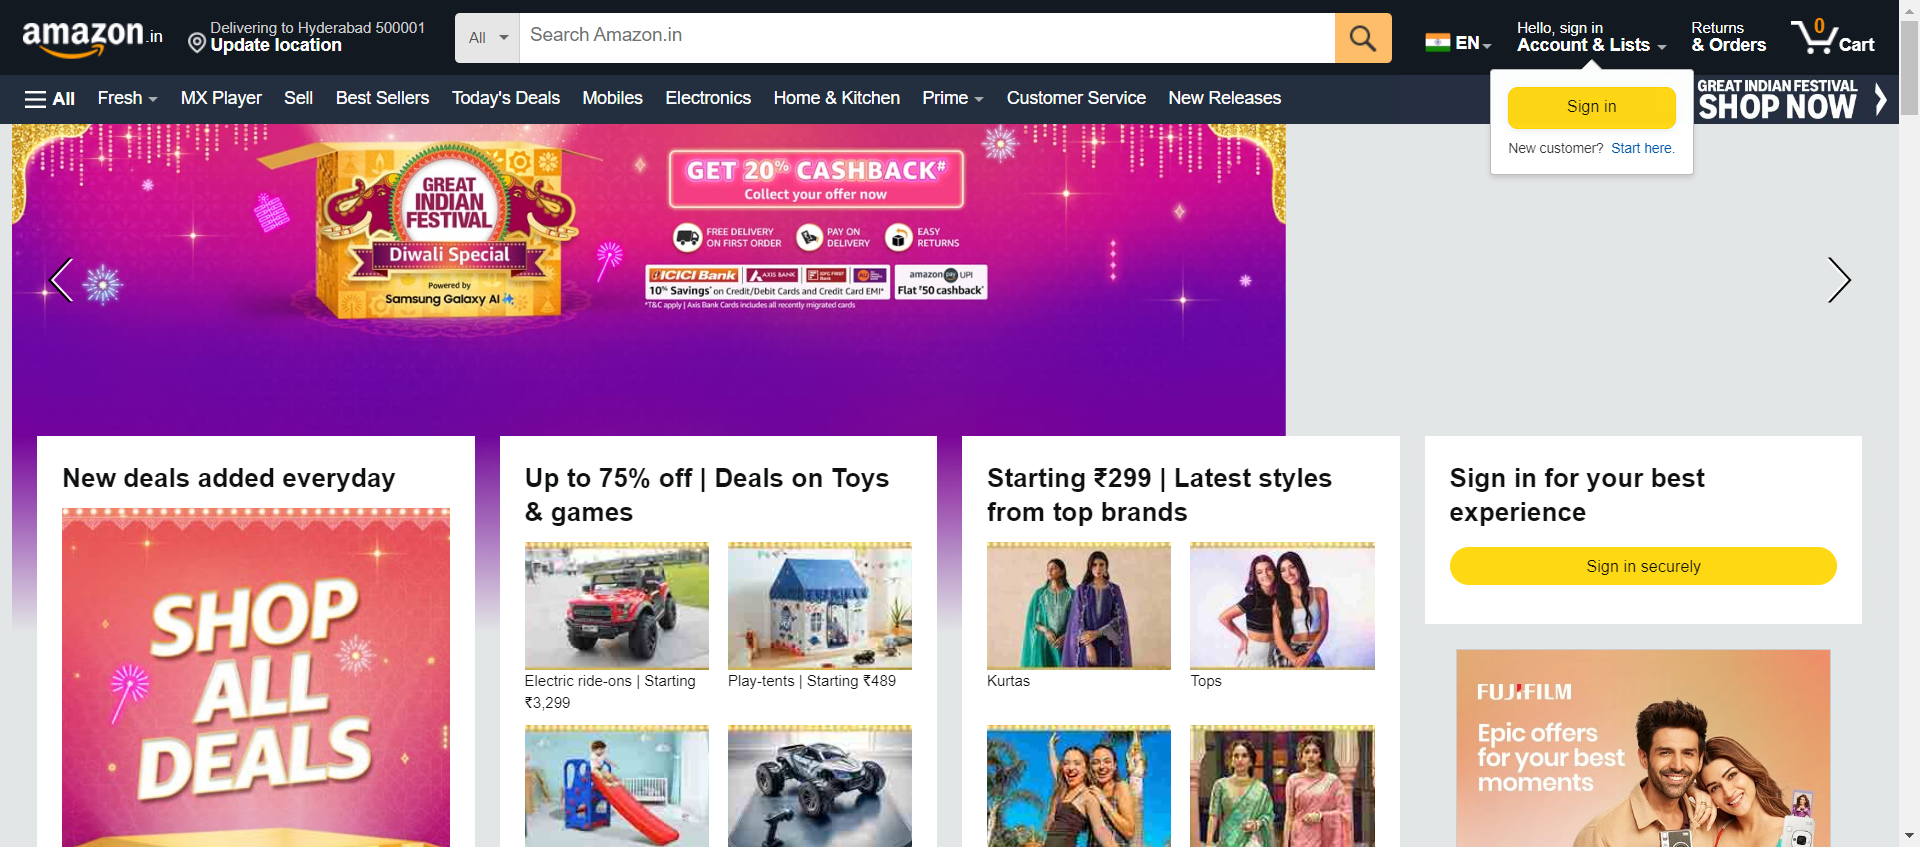 amazon.in
Delivering to Hyderabad 500001
Update location
All
Search Amazon.in
EN
Hello, sign in
Account & Lists
Returns
& Orders
0
Cart
All
Fresh
MX Player
Sell
Best Sellers
Today's Deals
Mobiles
Electronics
Home & Kitchen
Prime
Customer Service
New Releases
Sign in
New customer? Start here.
GREAT INDIAN FESTIVAL
SHOP NOW
GREAT
INDIAN
FESTIVAL
Diwali Special
Powered by
Samsung Galaxy AI
GET 20% CASHBACK#
Collect your offer now
FREE DELIVERY
ON FIRST ORDER
PAY ON
DELIVERY
EASY
RETURNS
ICICI Bank
AXIS BANK
IDFC FIRST
Bank
10% Savings* on Credit/Debit Cards and Credit Card EMI*
amazon pay UPI
Flat ₹50 cashback*
*T&C apply | Axis Bank Cards includes all recently migrated cards
New deals added everyday
SHOP
ALL
DEALS
Up to 75% off | Deals on Toys
& games
Electric ride-ons | Starting
₹3,299
Play-tents | Starting ₹489
Starting ₹299 | Latest styles
from top brands
Kurtas
Tops
Sign in for your best
experience
Sign in securely
FUJIFILM
Epic offers
for your best
moments